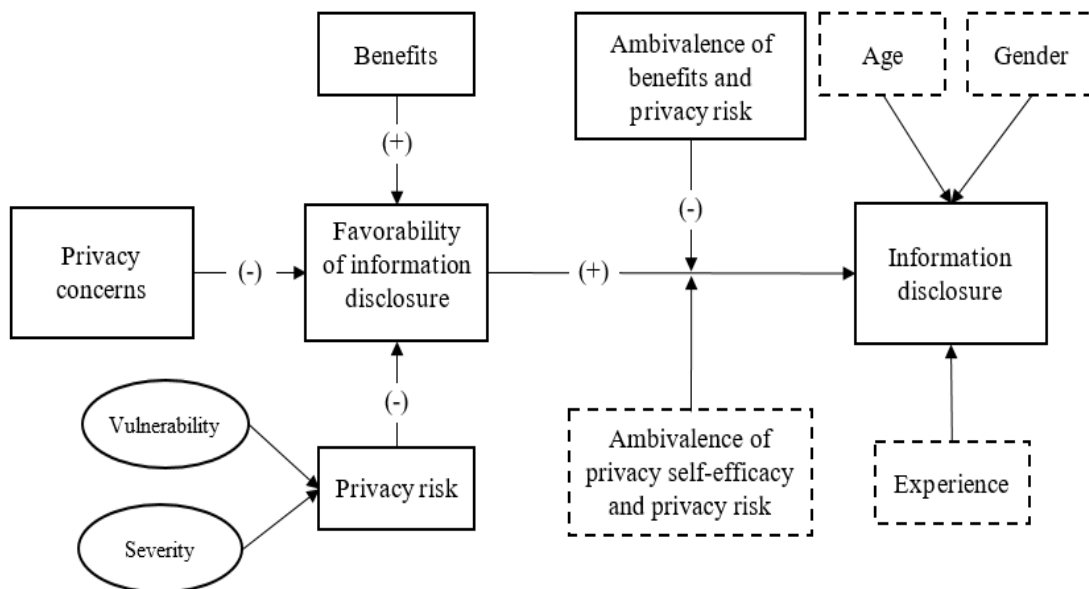 Benefits
Ambivalence of
benefits and
privacy risk
Age
Gender
(+)
(-)
Privacy
concerns
(-)
Favorability
of information
disclosure
(+)
Information
disclosure
(-)
Vulnerability
Severity
Privacy risk
Ambivalence of
privacy self-efficacy
and privacy risk
Experience